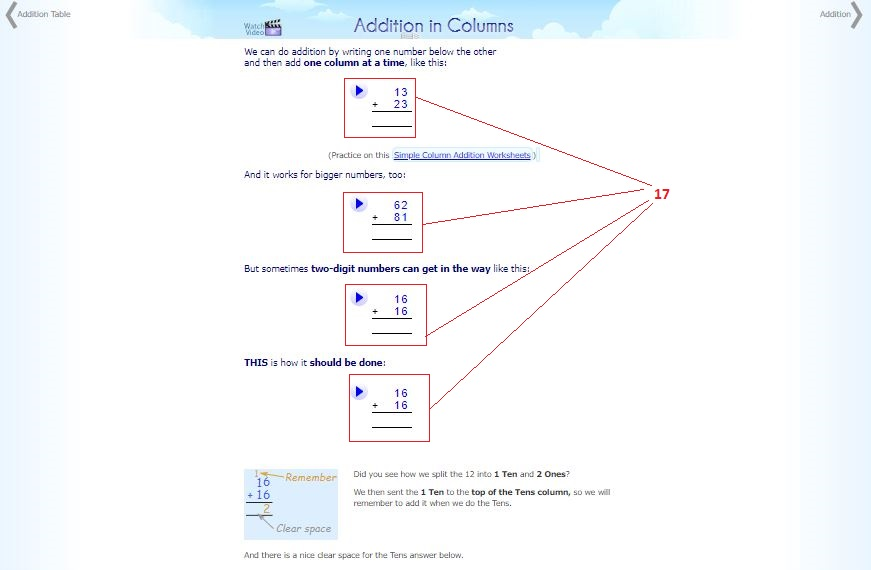 Addition Table
Watch
Video
Addition in Columns
Addition
We can do addition by writing one number below the other
and then add one column at a time, like this:
13
+ 23
(Practice on this Simple Column Addition Worksheets )
And it works for bigger numbers, too:
17
62
+ 81
But sometimes two-digit numbers can get in the way like this:
16
+ 16
THIS is how it should be done:
16
+ 16
1 Remember
16
+ 16
2
Clear space
Did you see how we split the 12 into 1 Ten and 2 Ones?
We then sent the 1 Ten to the top of the Tens column, so we will
remember to add it when we do the Tens.
And there is a nice clear space for the Tens answer below.